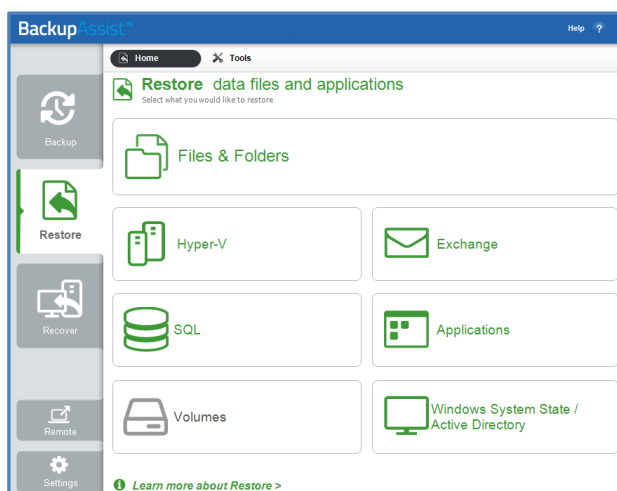 BackupAssist™
Help ?
Home
Tools
Restore data files and applications
Select what you would like to restore
Backup
Files & Folders
Restore
Hyper-V
Exchange
Recover
SQL
Applications
Volumes
Windows System State /
Active Directory
Remote
Settings
Learn more about Restore >